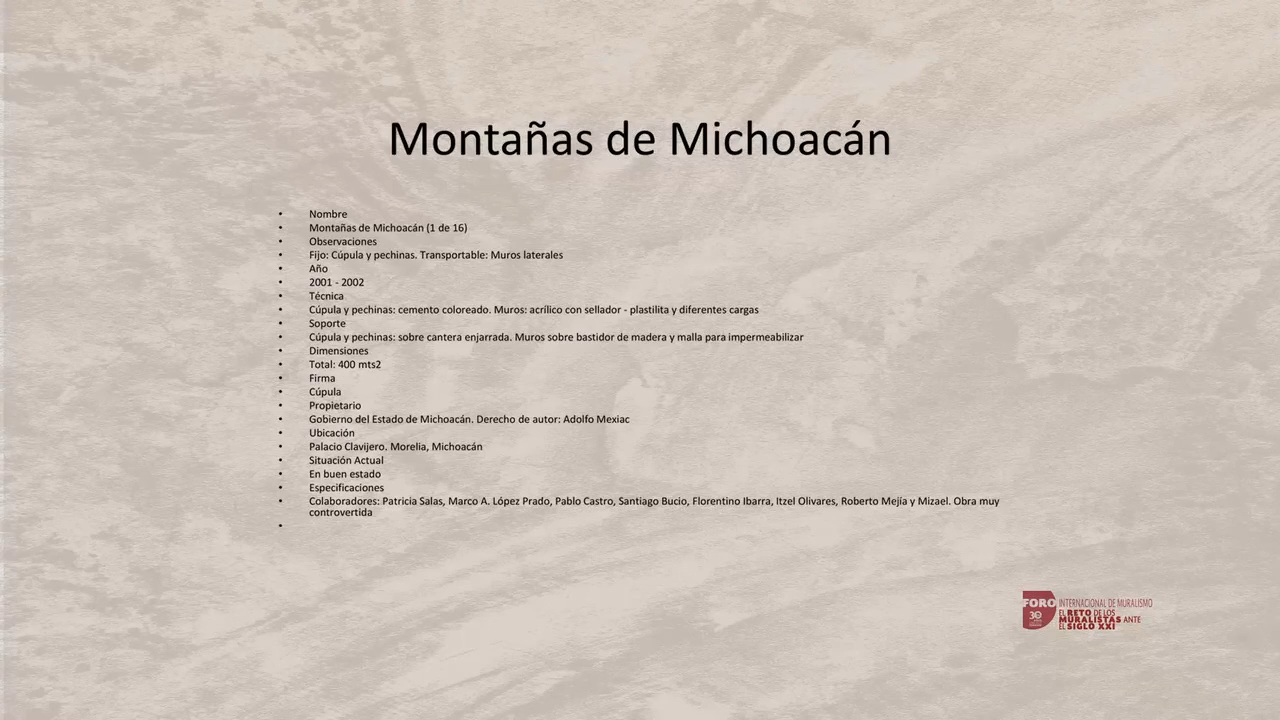 Montañas de Michoacán
• Nombre
• Montañas de Michoacán (1 de 16)
• Observaciones
• Fijo: Cúpula y pechinas. Transportable: Muros laterales
• Año
• 2001 - 2002
• Técnica
• Cúpula y pechinas: cemento coloreado. Muros: acrílico con sellador - plastilita y diferentes cargas
• Soporte
• Cúpula y pechinas: sobre cantera enjarrada. Muros sobre bastidor de madera y malla para impermeabilizar
• Dimensiones
• Total: 400 mts2
• Firma
• Cúpula
• Propietario
• Gobierno del Estado de Michoacán. Derecho de autor: Adolfo Mexiac
• Ubicación
• Palacio Clavijero. Morelia, Michoacán
• Situación Actual
• En buen estado
• Especificaciones
• Colaboradores: Patricia Salas, Marco A. López Prado, Pablo Castro, Santiago Bucio, Florentino Ibarra, Itzel Olivares, Roberto Mejía y Mizael. Obra muy
controvertida
•
FORO INTERNACIONAL DE MURALISMO
30 EL RETO DE LOS
MURALISTAS ANTE
EL SIGLO XXI